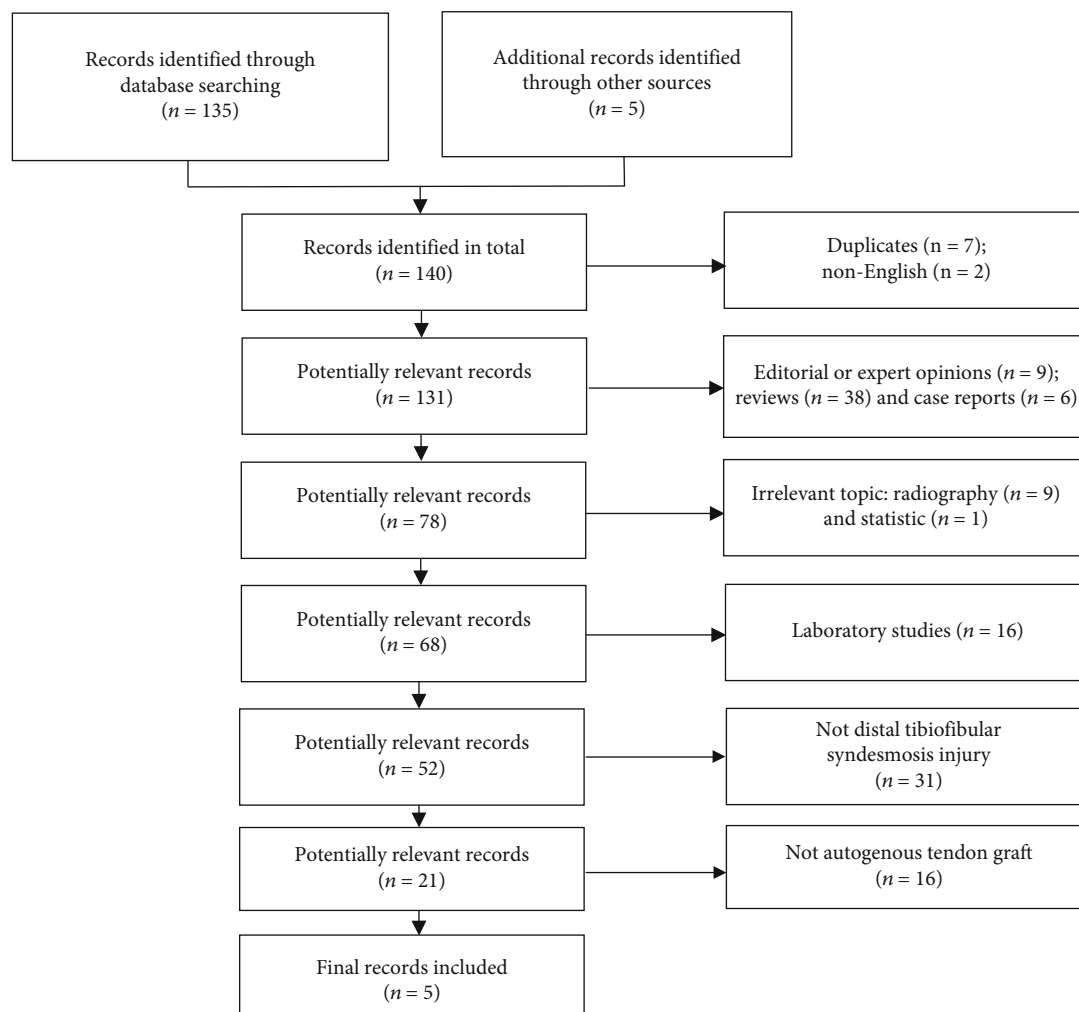 Records identified through
database searching
(n = 135)
Additional records identified
through other sources
(n = 5)
Records identified in total
(n = 140)
Duplicates (n = 7);
non-English (n = 2)
Potentially relevant records
(n = 131)
Editorial or expert opinions (n = 9);
reviews (n = 38) and case reports (n = 6)
Potentially relevant records
(n = 78)
Irrelevant topic: radiography (n = 9)
and statistic (n = 1)
Potentially relevant records
(n = 68)
Laboratory studies (n = 16)
Potentially relevant records
(n = 52)
Not distal tibiofibular
syndesmosis injury
(n = 31)
Potentially relevant records
(n = 21)
Not autogenous tendon graft
(n = 16)
Final records included
(n = 5)